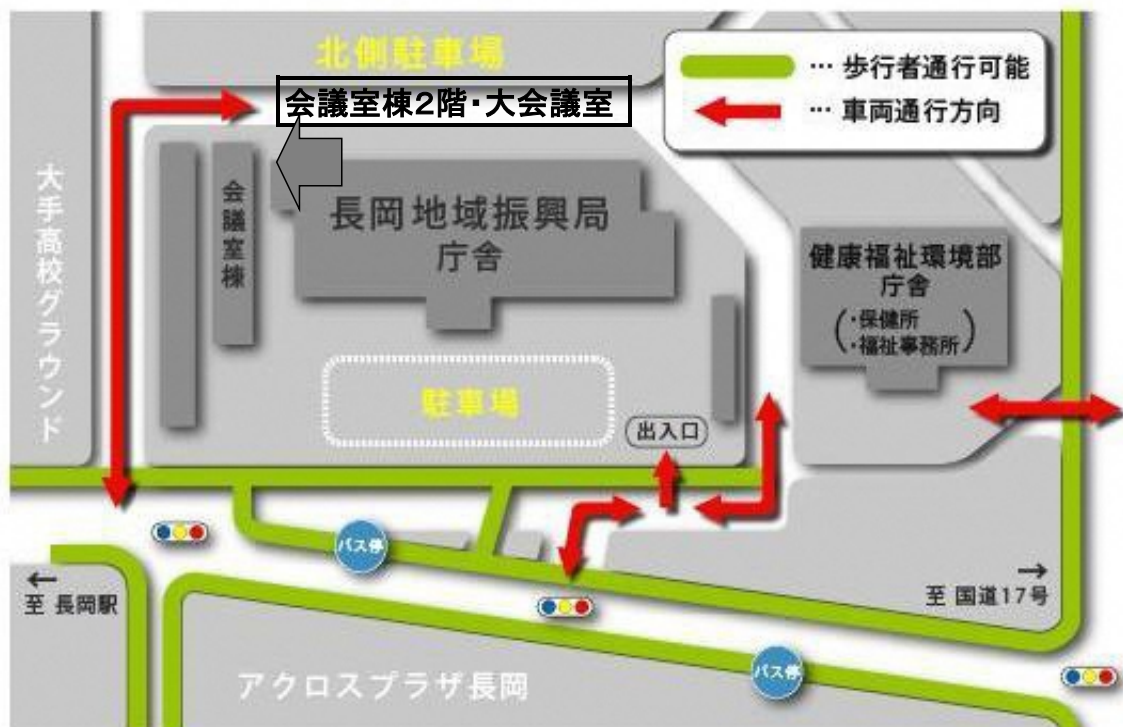 北側駐車場
会議室棟2階・大会議室
… 歩行者通行可能
… 車両通行方向
大手高校グラウンド
会議室棟
長岡地域振興局
庁舎
健康福祉環境部
庁舎
(・保健所
・福祉事務所)
駐車場
出入口
バス停
← 
至 長岡駅
→
至 国道17号
バス停
アクロスプラザ長岡